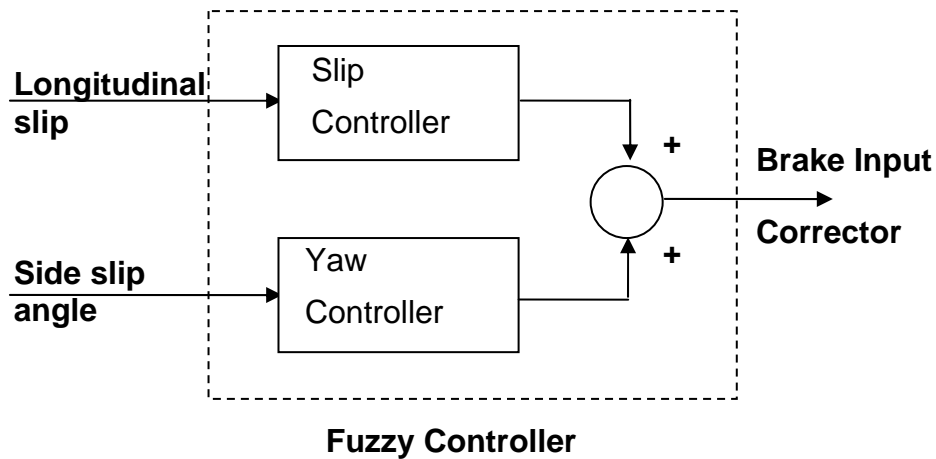 Longitudinal
slip
Slip
Controller
+
Brake Input
Corrector
Side slip
angle
Yaw
Controller
+
Fuzzy Controller